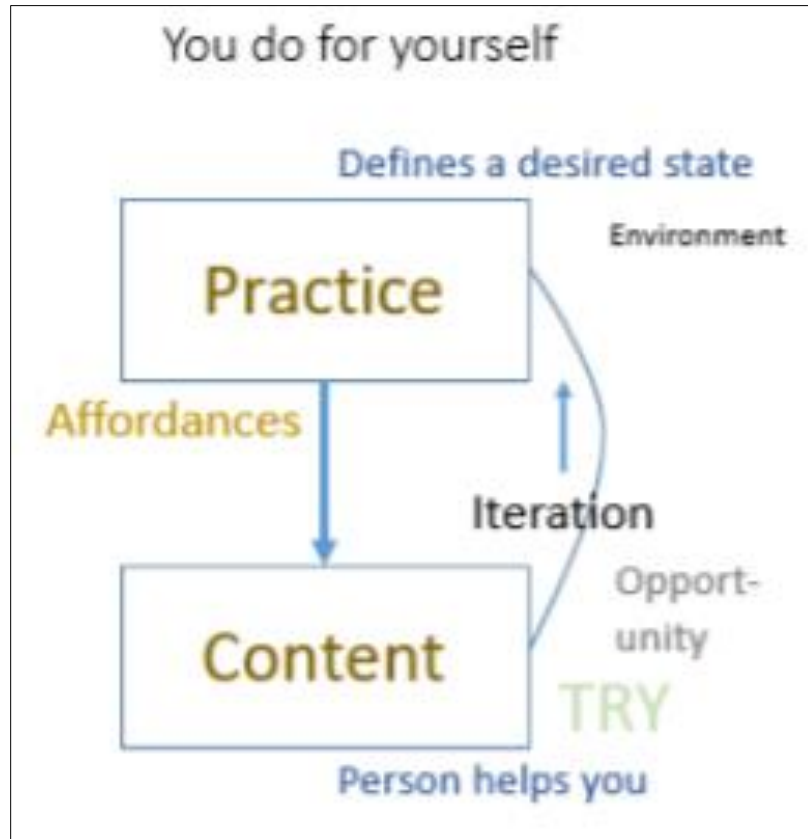 You do for yourself
Defines a desired state
Environment
Practice
Affordances
Iteration
Opport-
unity
Content
TRY
Person helps you